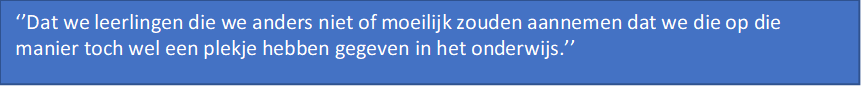 ‘’Dat we leerlingen die we anders niet of moeilijk zouden aannemen dat we die op die
manier toch wel een plekje hebben gegeven in het onderwijs.’’